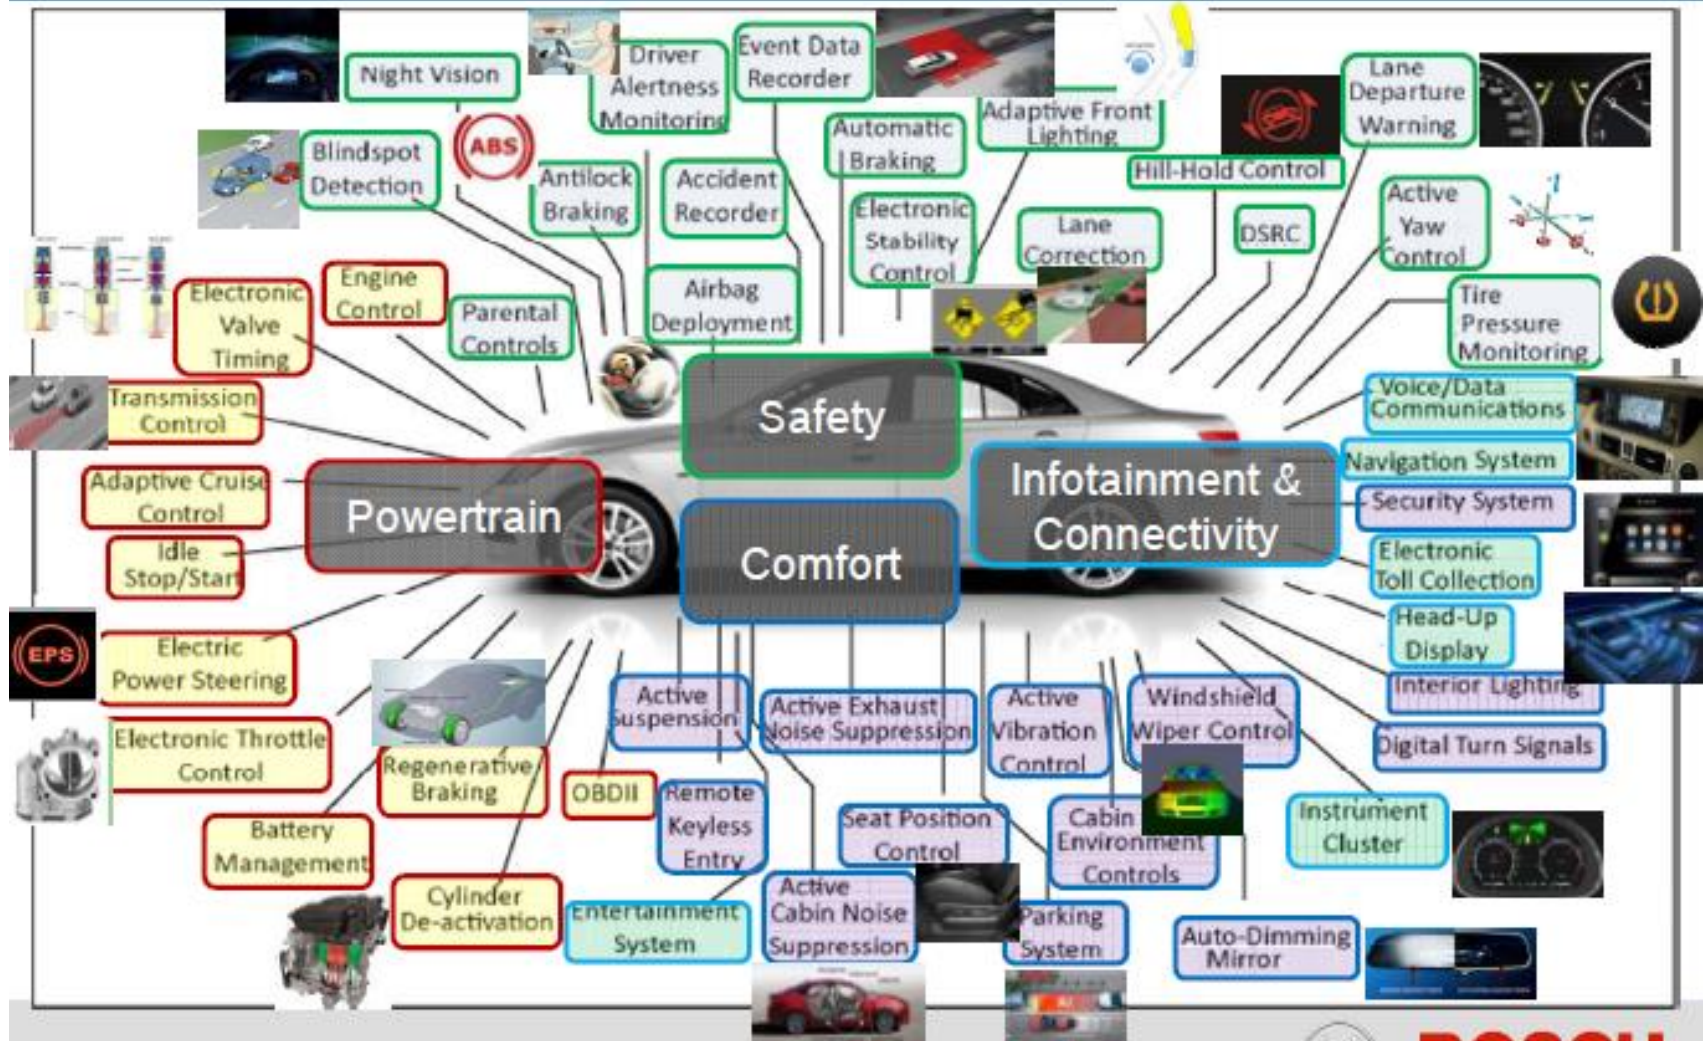 Night Vision
Driver
Alertness
Monitoring
Event Data
Recorder
Adaptive Front
Lighting
Lane
Departure
Warning
Blindspot
Detection
ABS
Antilock
Braking
Accident
Recorder
Automatic
Braking
Hill-Hold Control
Electronic
Stability
Control
Lane
Correction
DSRC
Active
Yaw
Control
Electronic
Valve
Timing
Engine
Control
Parental
Controls
Airbag
Deployment
Tire
Pressure
Monitoring
Transmission
Control
Safety
Voice/Data
Communications
Adaptive Cruise
Control
Powertrain
Infotainment &
Connectivity
Navigation System
Security System
Idle
Stop/Start
Comfort
Electronic
Toll Collection
EPS
Electric
Power Steering
Head-Up
Display
Interior Lighting
Active
Suspension
Active Exhaust
Noise Suppression
Active
Vibration
Control
Windshield
Wiper Control
Digital Turn Signals
Electronic Throttle
Control
Regenerative
Braking
OBDII
Remote
Keyless
Entry
Seat Position
Control
Cabin
Environment
Controls
Instrument
Cluster
Battery
Management
Cylinder
De-activation
Entertainment
System
Active
Cabin Noise
Suppression
Parking
System
Auto-Dimming
Mirror
BOSCH